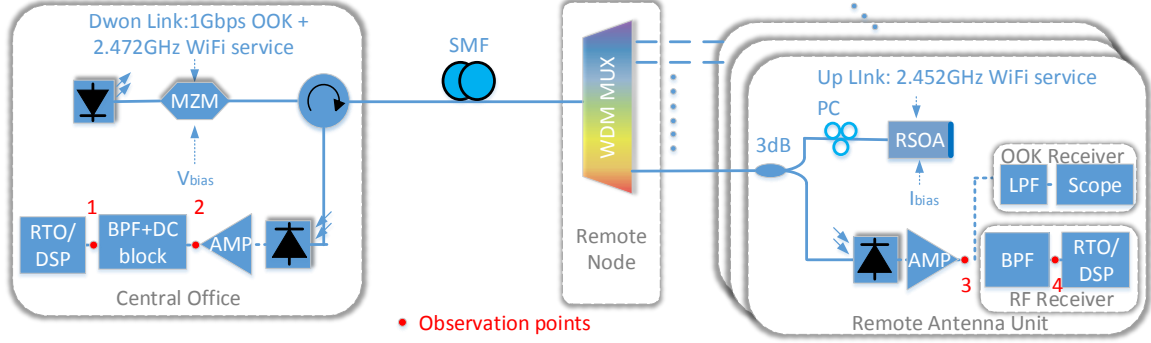 Dwon Link:1Gbps OOK +
2.472GHz WiFi service
MZM
Vbias
1
2
RTO/
DSP
BPF+DC
block
AMP
Central Office
SMF
WDM MUX
Remote
Node
Observation points
Up LInk: 2.452GHz WiFi service
PC
3dB
RSOA
Ibias
OOK Receiver
LPF
Scope
AMP
3
BPF
4
RTO/
DSP
RF Receiver
Remote Antenna Unit